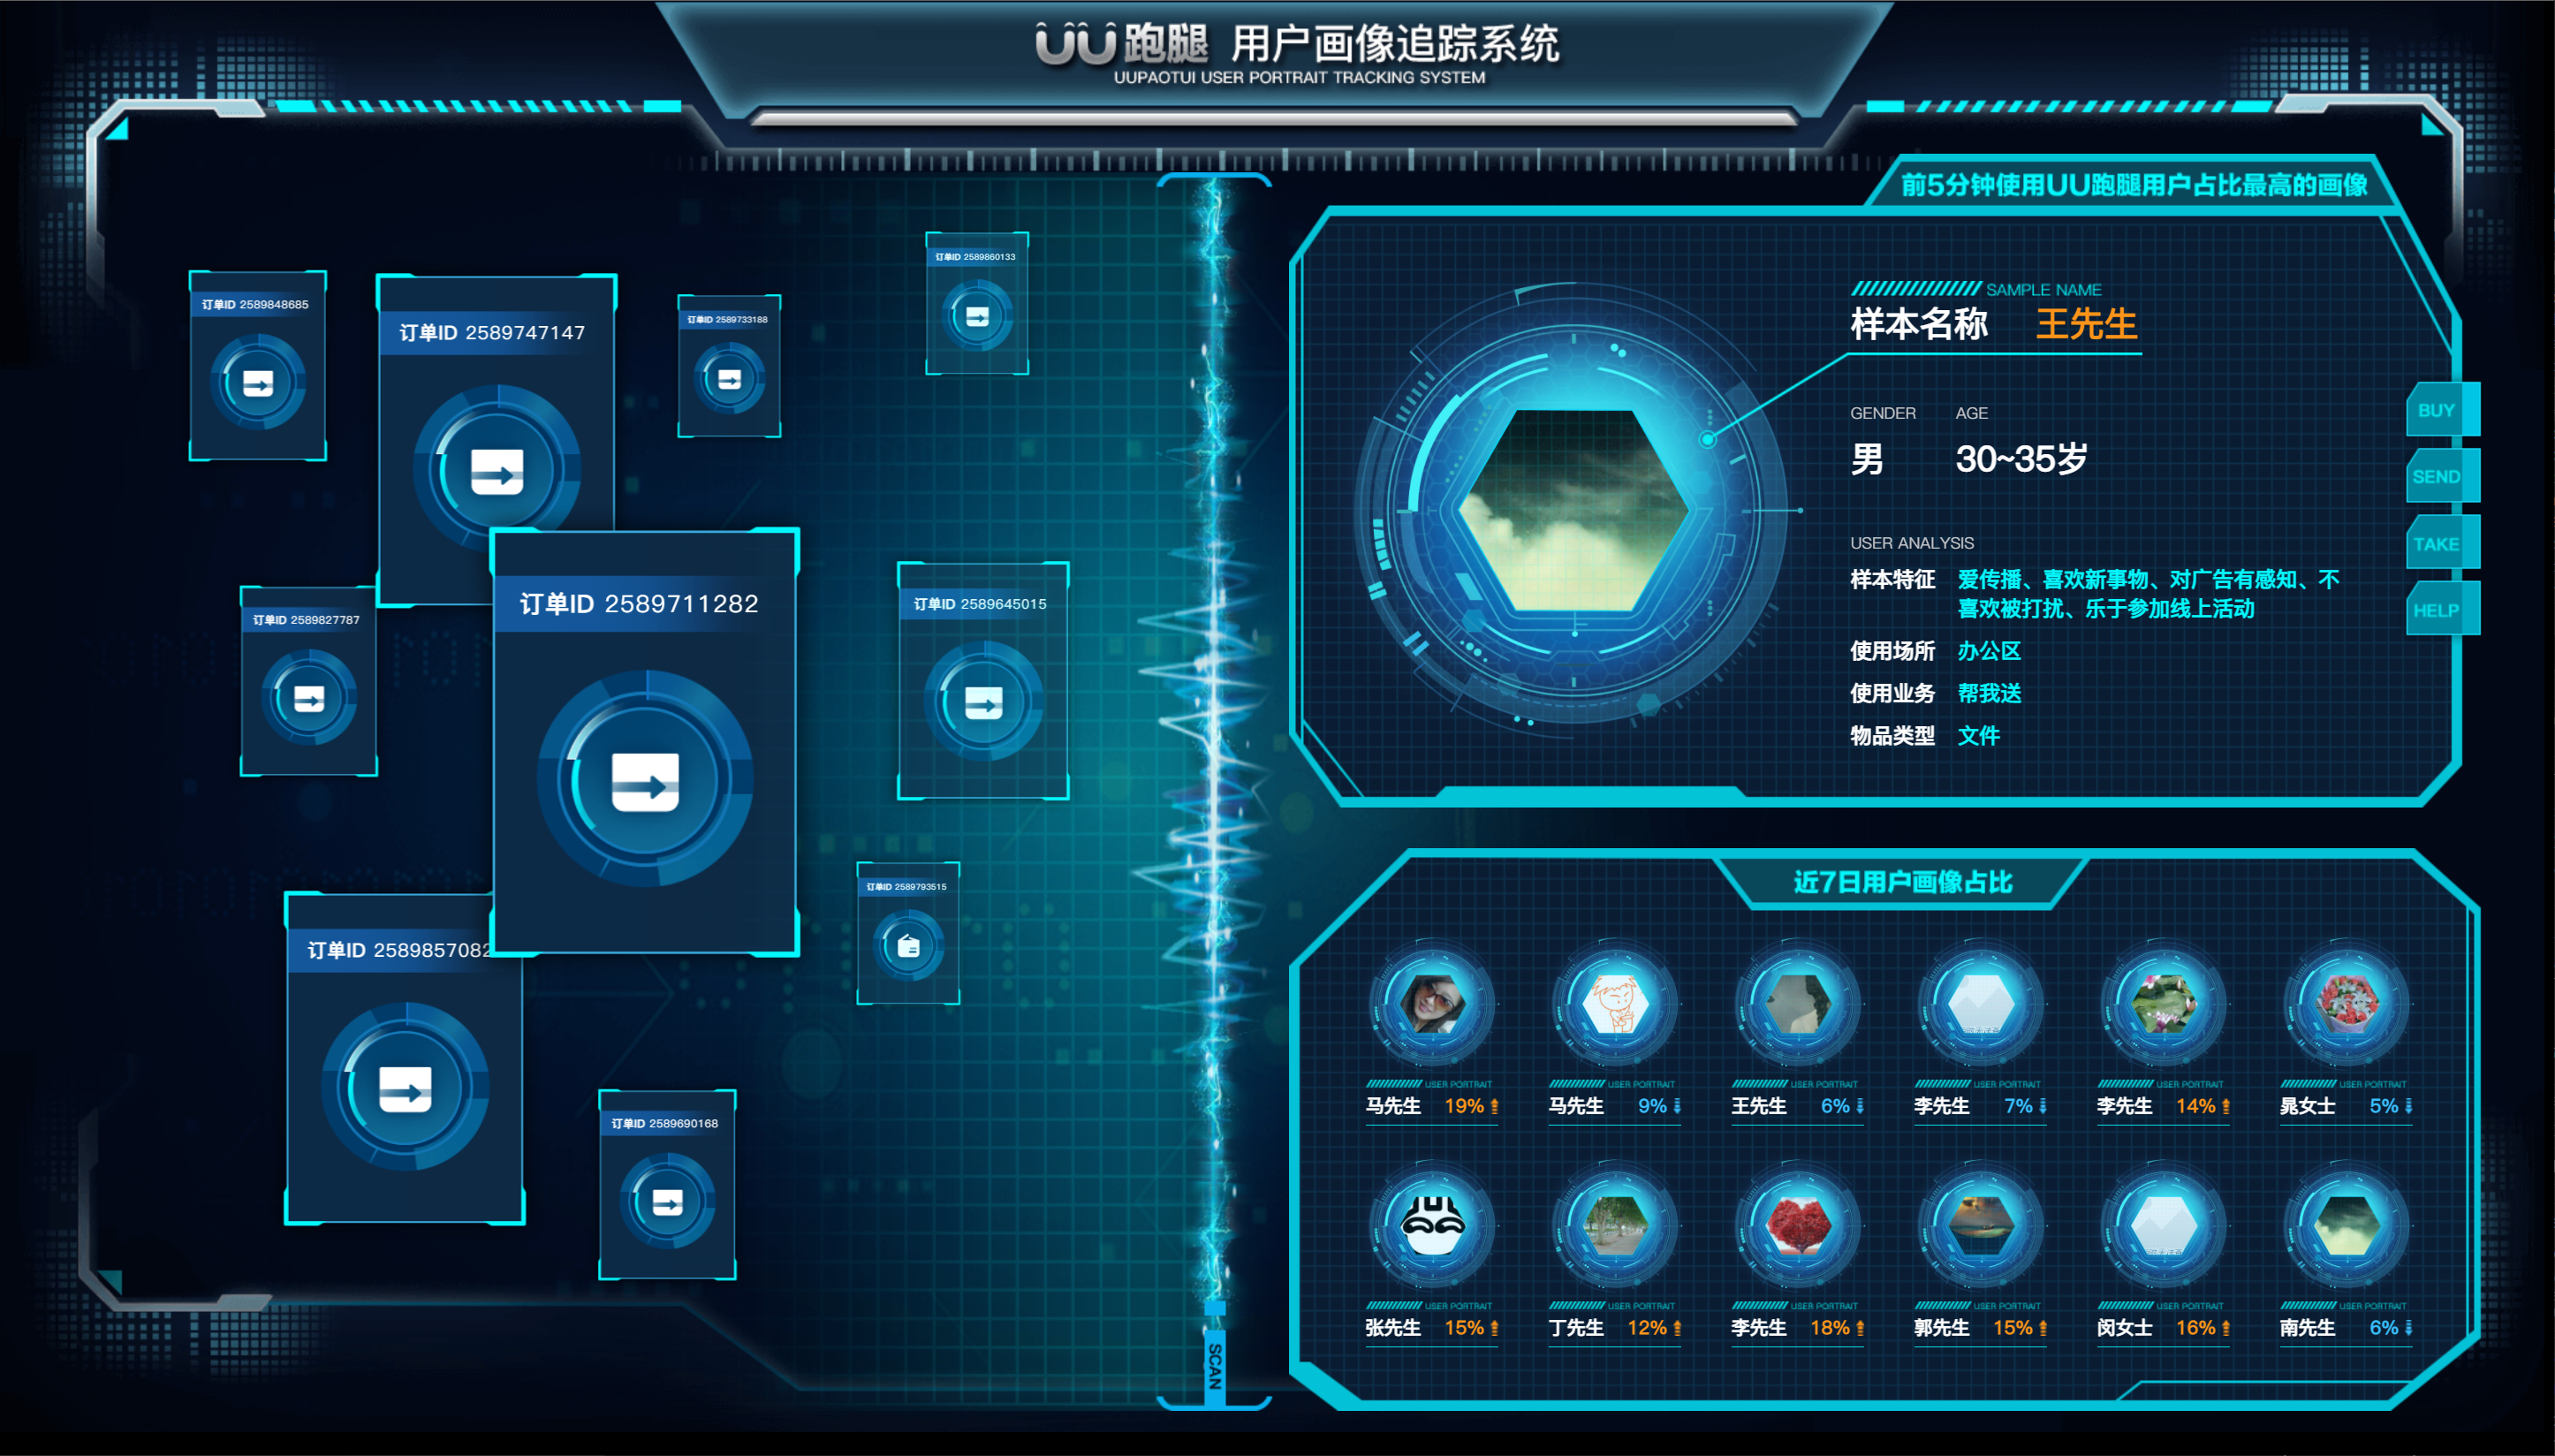 UU跑腿 用户画像追踪系统
UUPAOTUI USER PORTRAIT TRACKING SYSTEM
订单ID 2589848685
订单ID 2589747147
订单ID 2589733188
订单ID 2589860133
订单ID 2589827787
订单ID 2589711282
订单ID 2589645015
订单ID 2589857082
订单ID 2589793515
订单ID 2589690168
SCAN
前5分钟使用UU跑腿用户占比最高的画像
SAMPLE NAME
样本名称 王先生
GENDER AGE
男 30~35岁
USER ANALYSIS
样本特征 爱传播、喜欢新事物、对广告有感知、不
喜欢被打扰、乐于参加线上活动
使用场所 办公区
使用业务 帮我送
物品类型 文件
BUY
SEND
TAKE
HELP
近7日用户画像占比
USER PORTRAIT USER PORTRAIT USER PORTRAIT USER PORTRAIT USER PORTRAIT USER PORTRAIT
马先生 19% 马先生 9% 王先生 6% 李先生 7% 李先生 14% 晁女士 5%
USER PORTRAIT USER PORTRAIT USER PORTRAIT USER PORTRAIT USER PORTRAIT USER PORTRAIT
张先生 15% 丁先生 12% 李先生 18% 郭先生 15% 闵女士 16% 南先生 6%